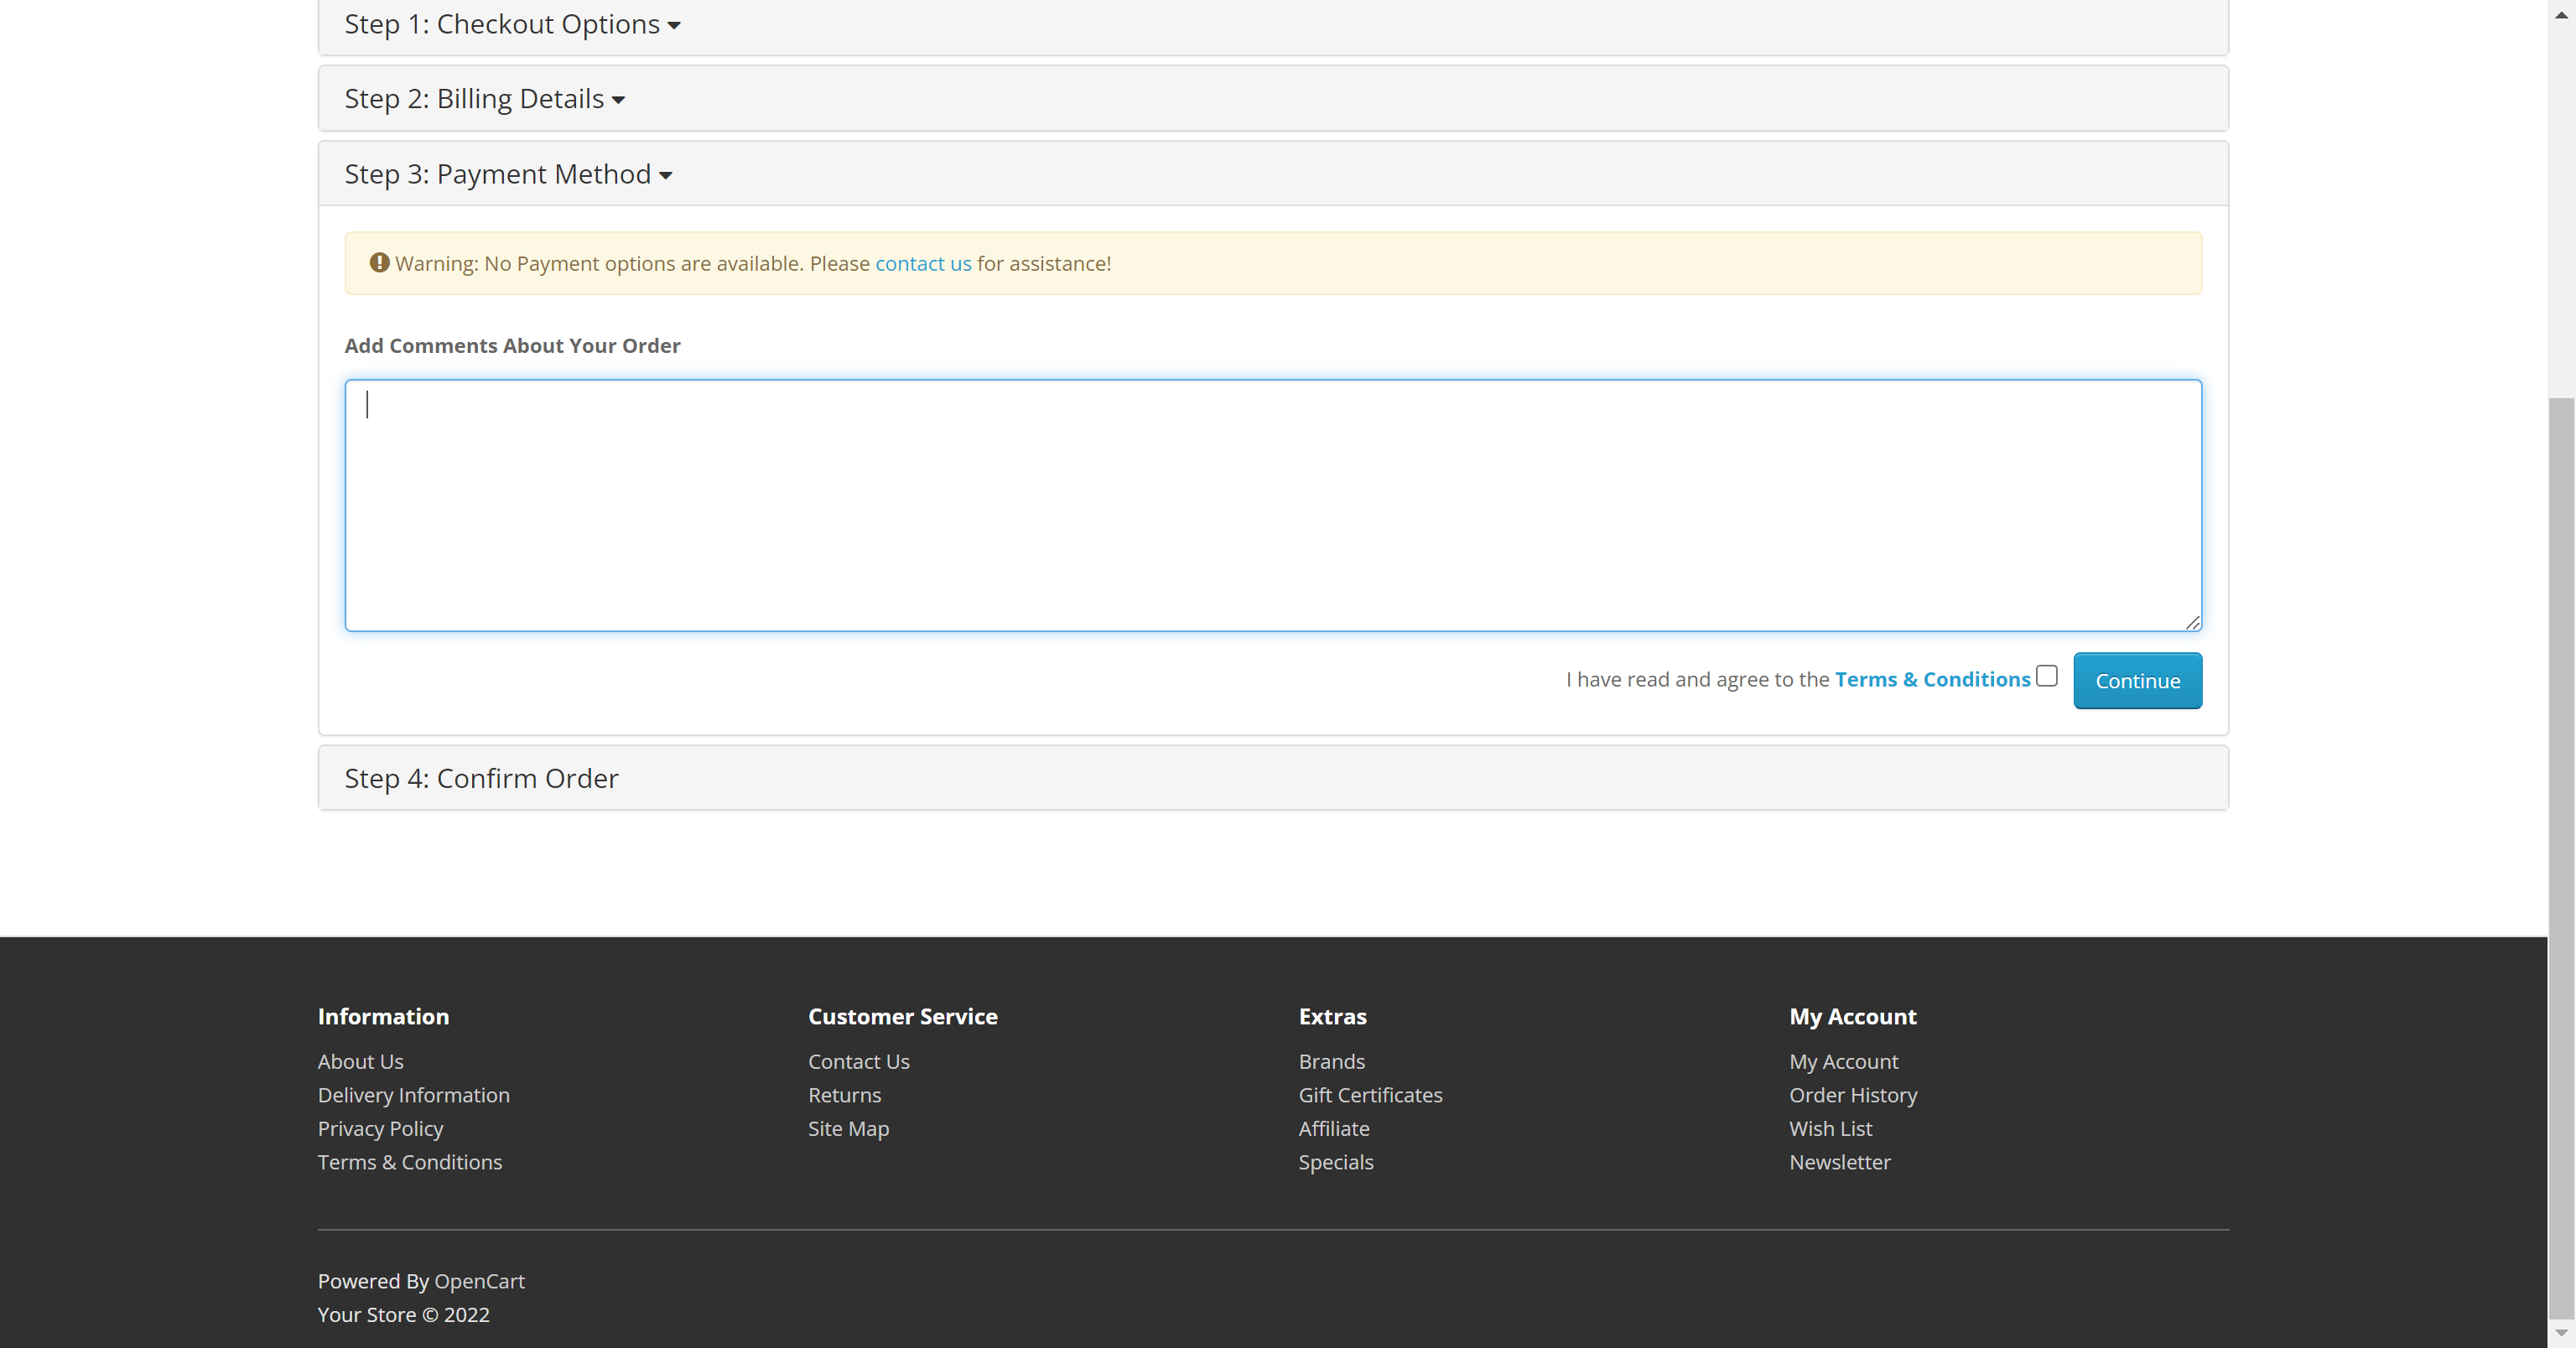 Step 1: Checkout Options
Step 2: Billing Details
Step 3: Payment Method
Warning: No Payment options are available. Please contact us for assistance!
Add Comments About Your Order
I have read and agree to the Terms & Conditions
Continue
Step 4: Confirm Order
Information
About Us
Delivery Information
Privacy Policy
Terms & Conditions
Customer Service
Contact Us
Returns
Site Map
Extras
Brands
Gift Certificates
Affiliate
Specials
My Account
My Account
Order History
Wish List
Newsletter
Powered By OpenCart
Your Store © 2022